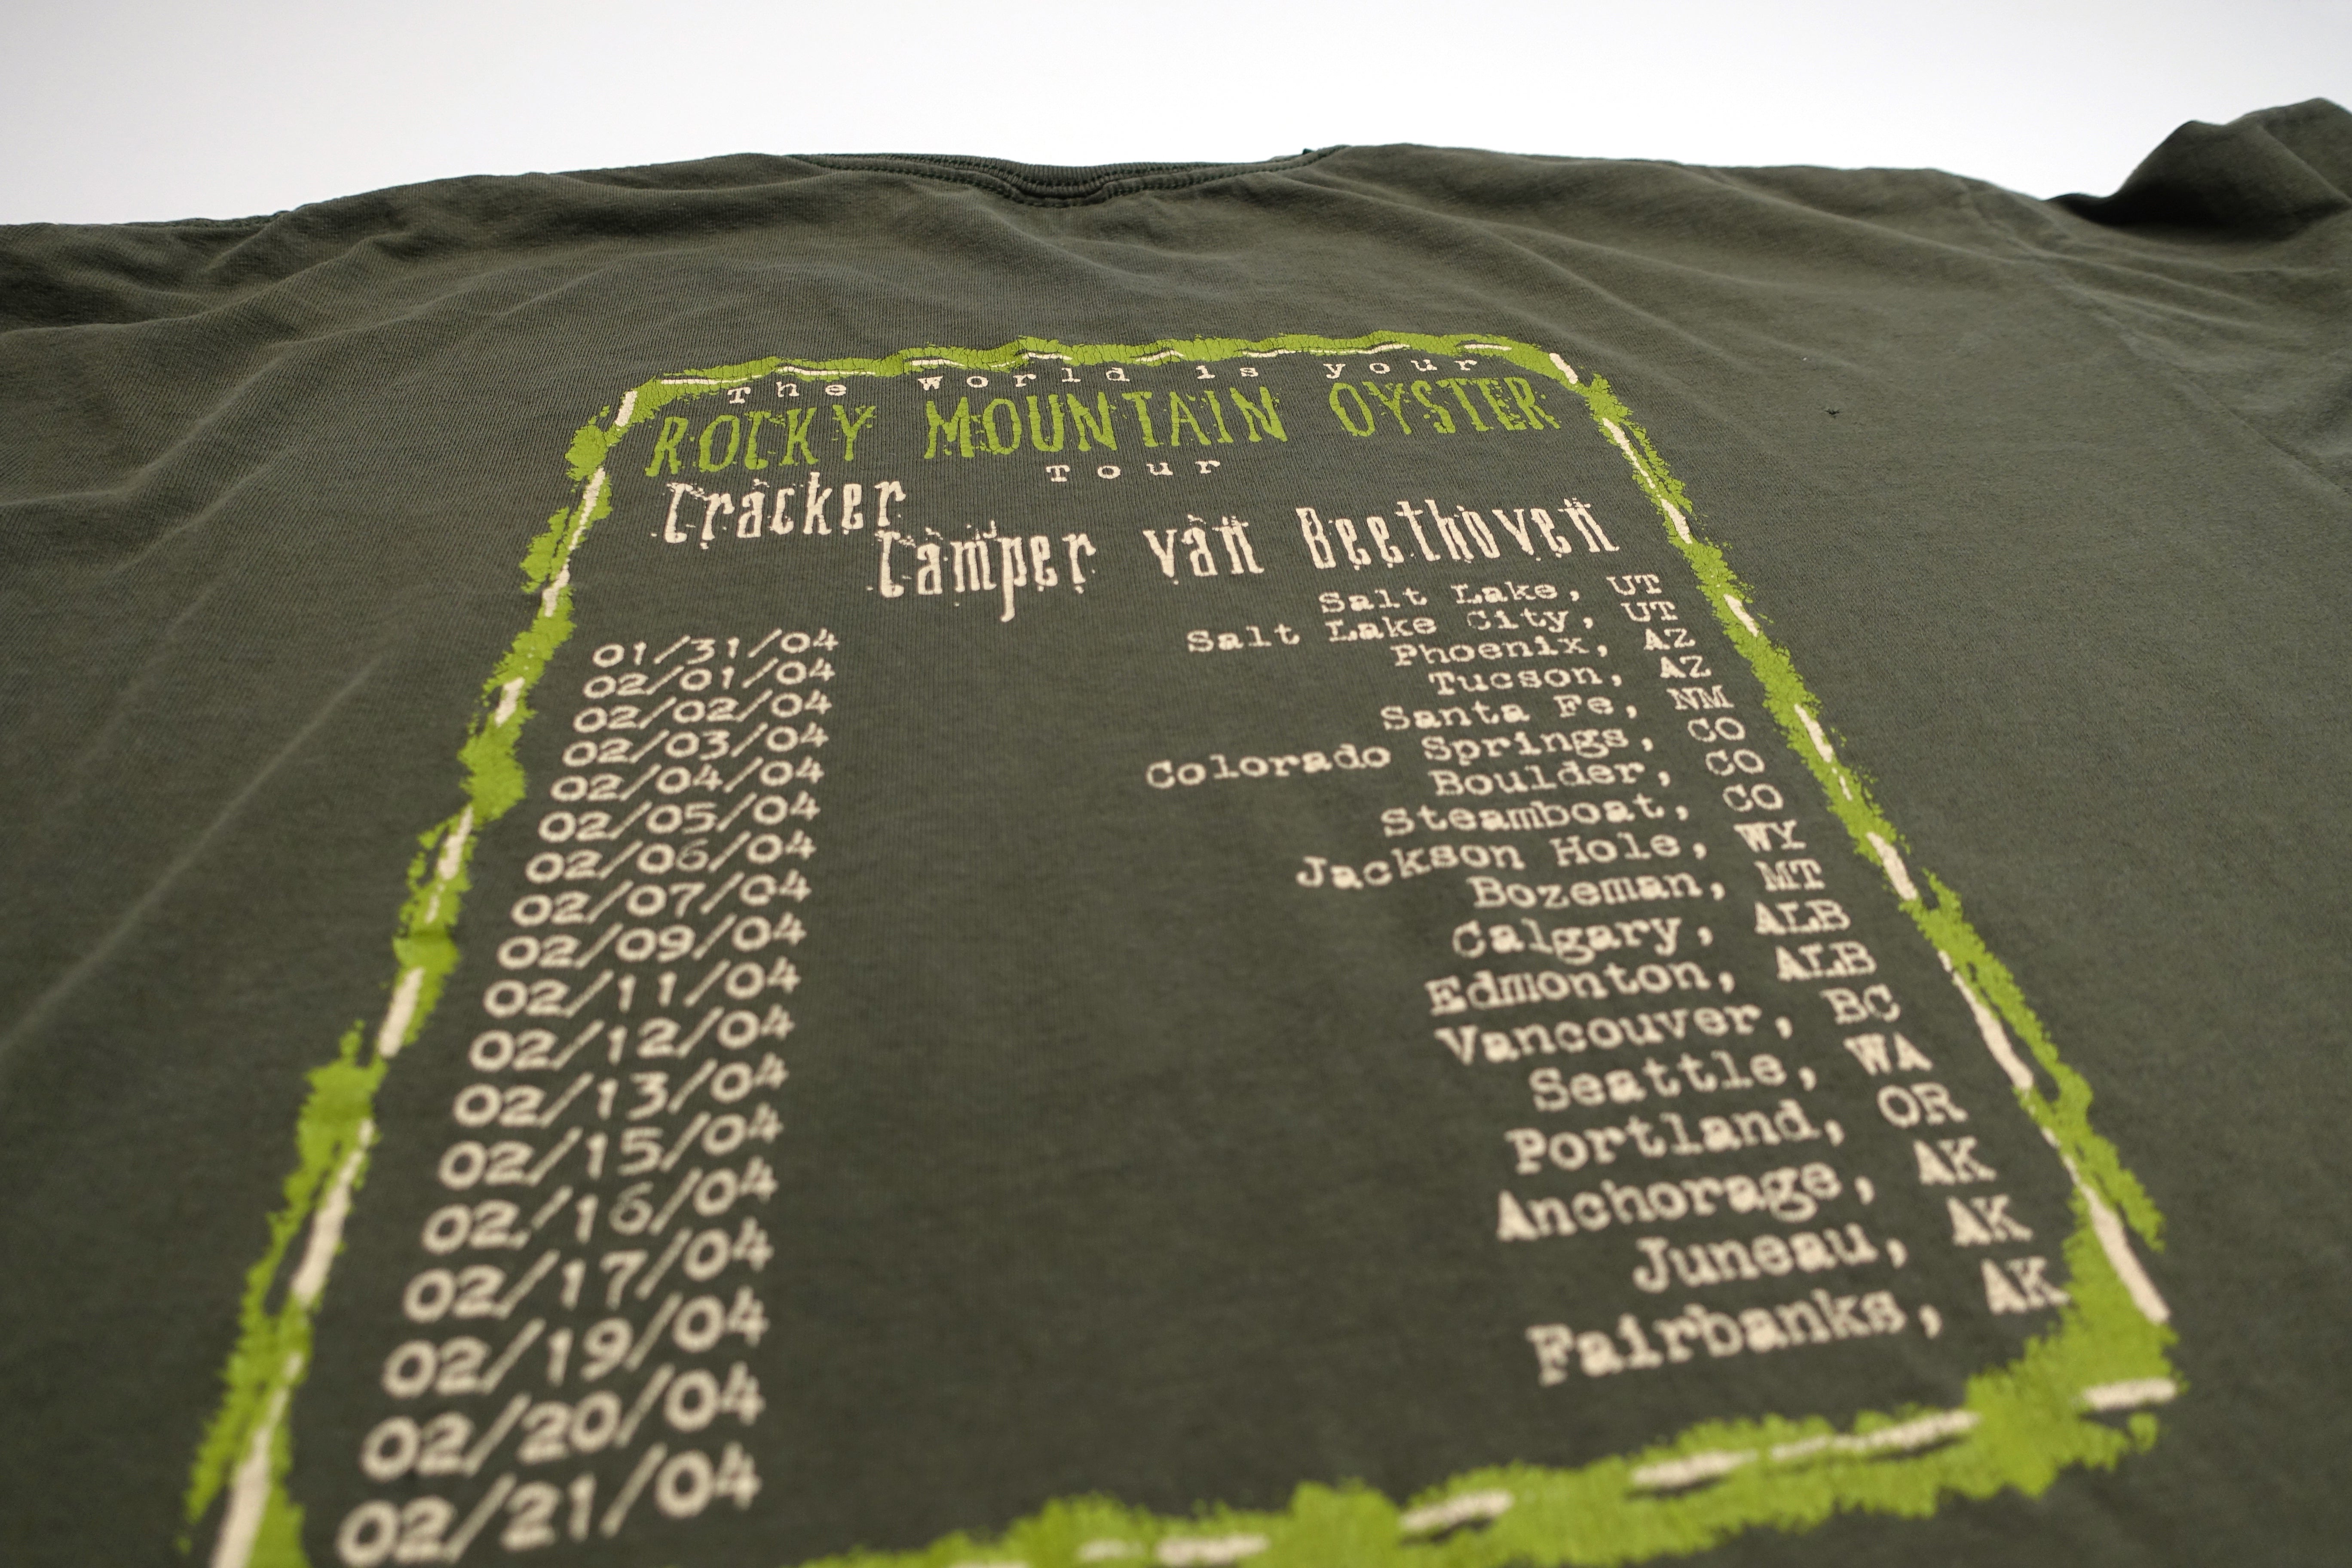 The World is your
ROCKY MOUNTAIN OYSTER
Tour
Cracker
Camper van Beethoven
01/31/04 Salt Lake, UT
02/01/04 Salt Lake City, UT
02/02/04 Phoenix, AZ
02/03/04 Tucson, AZ
02/04/04 Santa Fe, NM
02/05/04 Colorado Springs, CO
02/06/04 Boulder, CO
02/07/04 Steamboat, CO
02/09/04 Jackson Hole, WY
02/11/04 Bozeman, MT
02/12/04 Calgary, ALB
02/13/04 Edmonton, ALB
02/15/04 Vancouver, BC
02/16/04 Seattle, WA
02/17/04 Portland, OR
02/19/04 Anchorage, AK
02/20/04 Juneau, AK
02/21/04 Fairbanks, AK